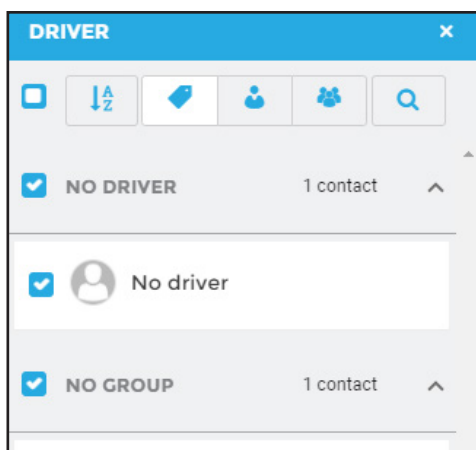 DRIVER
NO DRIVER 1 contact
No driver
NO GROUP 1 contact